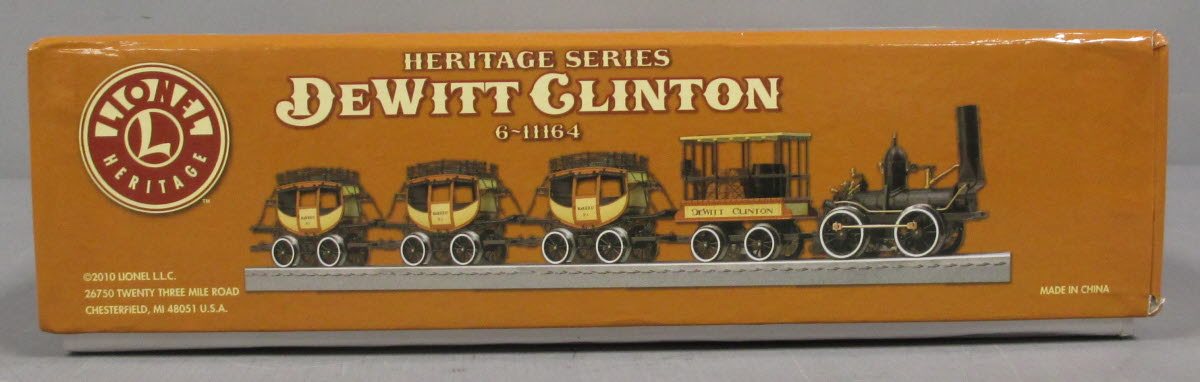 LIONEL
L
HERITAGE
™
HERITAGE SERIES
DEWITT CLINTON
6-11164
DEWITT CLINTON
©2010 LIONEL L.L.C.
26750 TWENTY THREE MILE ROAD
CHESTERFIELD, MI 48051 U.S.A.
MADE IN CHINA